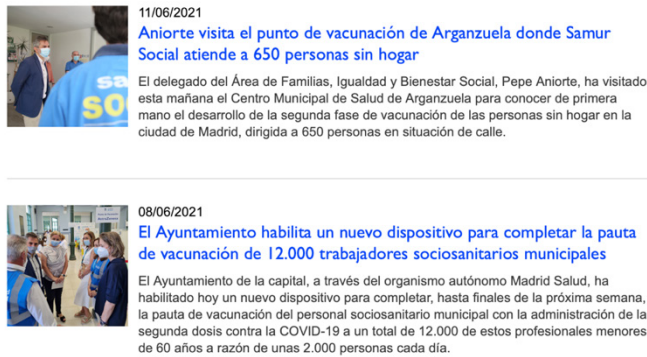 11/06/2021
Aniorte visita el punto de vacunación de Arganzuela donde Samur
Social atiende a 650 personas sin hogar
El delegado del Área de Familias, Igualdad y Bienestar Social, Pepe Aniorte, ha visitado
esta mañana el Centro Municipal de Salud de Arganzuela para conocer de primera
mano el desarrollo de la segunda fase de vacunación de las personas sin hogar en la
ciudad de Madrid, dirigida a 650 personas en situación de calle.
sa
so
08/06/2021
El Ayuntamiento habilita un nuevo dispositivo para completar la pauta
de vacunación de 12.000 trabajadores sociosanitarios municipales
El Ayuntamiento de la capital, a través del organismo autónomo Madrid Salud, ha
habilitado hoy un nuevo dispositivo para completar, hasta finales de la próxima semana,
la pauta de vacunación del personal sociosanitario municipal con la administración de la
segunda dosis contra la COVID-19 a un total de 12.000 de estos profesionales menores
de 60 años a razón de unas 2.000 personas cada día.